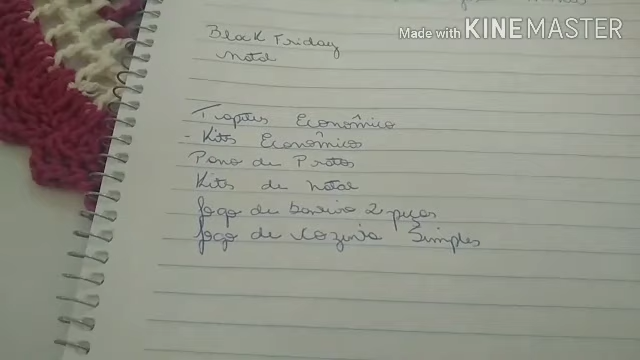 Made with KINEMASTER
Black Friday
Natal
Tapetes Econômico
- Kits Econômicos
Pano de Protos
Kits de Natal
Jogo de banheiro 2 peças
Jogo de Cozinha Simples